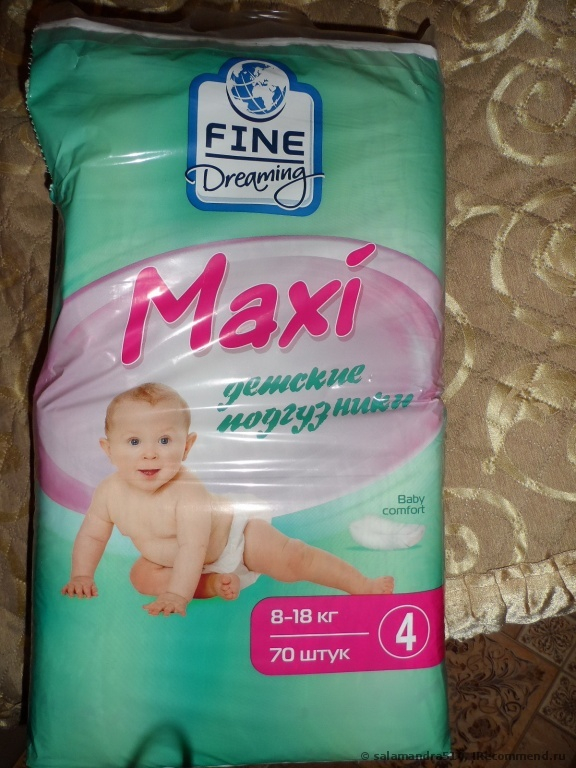 FINE
Dreaming
Maxi
детские
подгузники
Baby
comfort
8-18 кг
70 штук
4